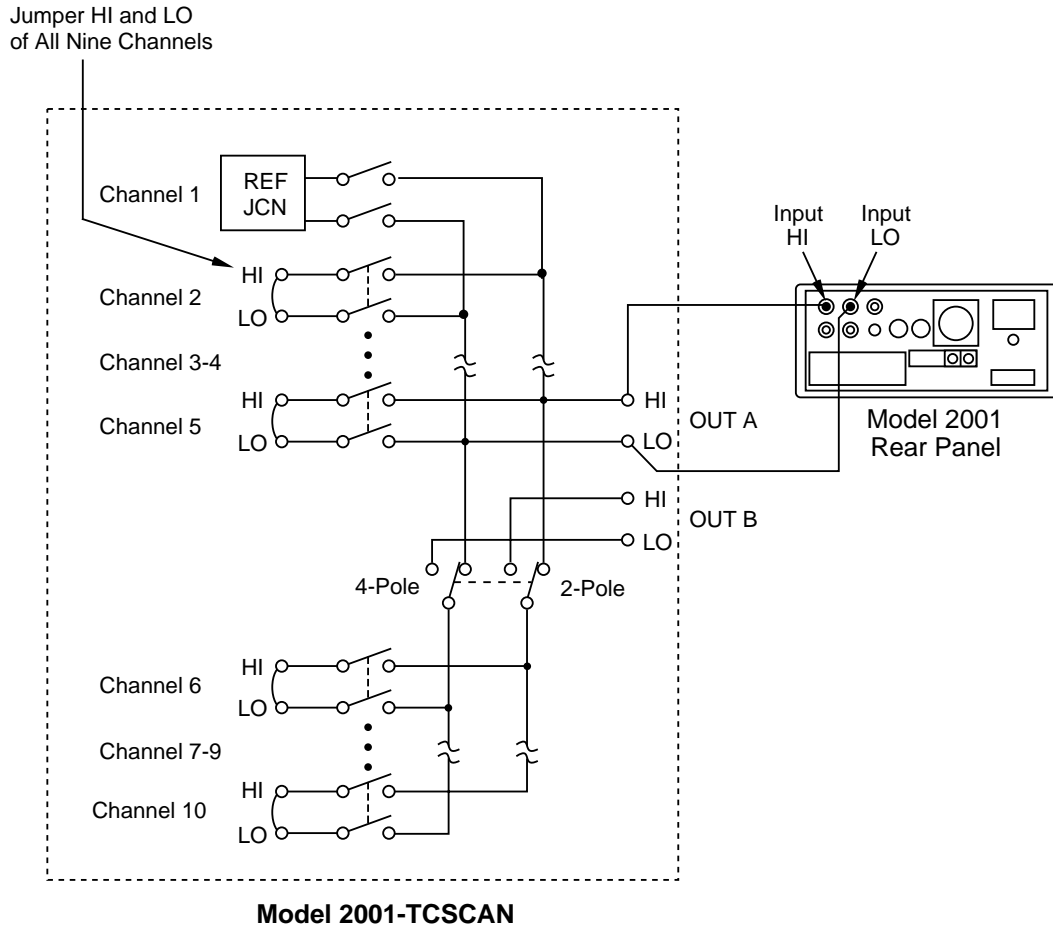 Jumper HI and LO
of All Nine Channels
Channel 1
REF
JCN
Channel 2
HI
LO
Channel 3-4
Channel 5
HI
LO
HI
LO
OUT A
HI
LO
OUT B
4-Pole
2-Pole
Channel 6
HI
LO
Channel 7-9
Channel 10
HI
LO
Input
HI
Input
LO
Model 2001
Rear Panel
Model 2001-TCSCAN